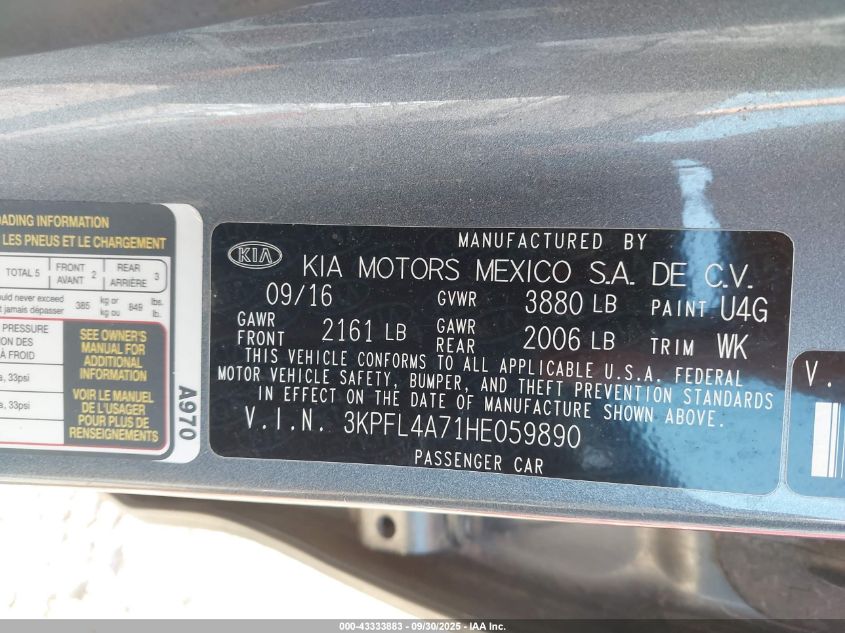 OADING INFORMATION
LES PNEUS ET LE CHARGEMENT
TOTAL 5 FRONT AVANT 2 REAR ARRIÈRE 3
ould never exceed 385 kg or 849 lbs.
t jamais dépasser kg ou lb.
PRESSURE
ION DES
À FROID
a, 33psi
a, 33psi
SEE OWNER'S
MANUAL FOR
ADDITIONAL
INFORMATION
VOIR LE MANUEL
DE L'USAGER
POUR PLUS DE
RENSEIGNEMENTS
A970
MANUFACTURED BY
KIA KIA MOTORS MEXICO S.A. DE C.V.
09/16 GVWR 3880 LB PAINT U4G
GAWR FRONT 2161 LB GAWR REAR 2006 LB TRIM WK
THIS VEHICLE CONFORMS TO ALL APPLICABLE U.S.A. FEDERAL
MOTOR VEHICLE SAFETY, BUMPER, AND THEFT PREVENTION STANDARDS
IN EFFECT ON THE DATE OF MANUFACTURE SHOWN ABOVE.
V.I.N. 3KPFL4A71HE059890
PASSENGER CAR
V.
000-43333883 - 09/30/2025 - IAA Inc.